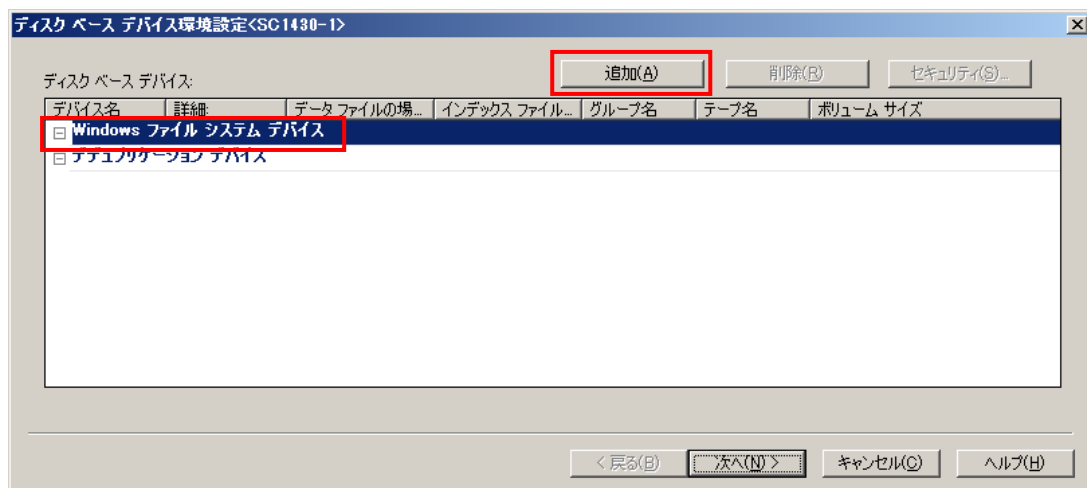 ディスク ベース デバイス環境設定<SC1430-1>
追加(A) 削除(R) セキュリティ(S)...
ディスク ベース デバイス:
デバイス名 詳細: データ ファイルの場... インデックス ファイル... グループ名 テープ名 ボリューム サイズ
Windows ファイル システム デバイス
デデュプリケーション デバイス
< 戻る(B) 次へ(N) > キャンセル(C) ヘルプ(H)